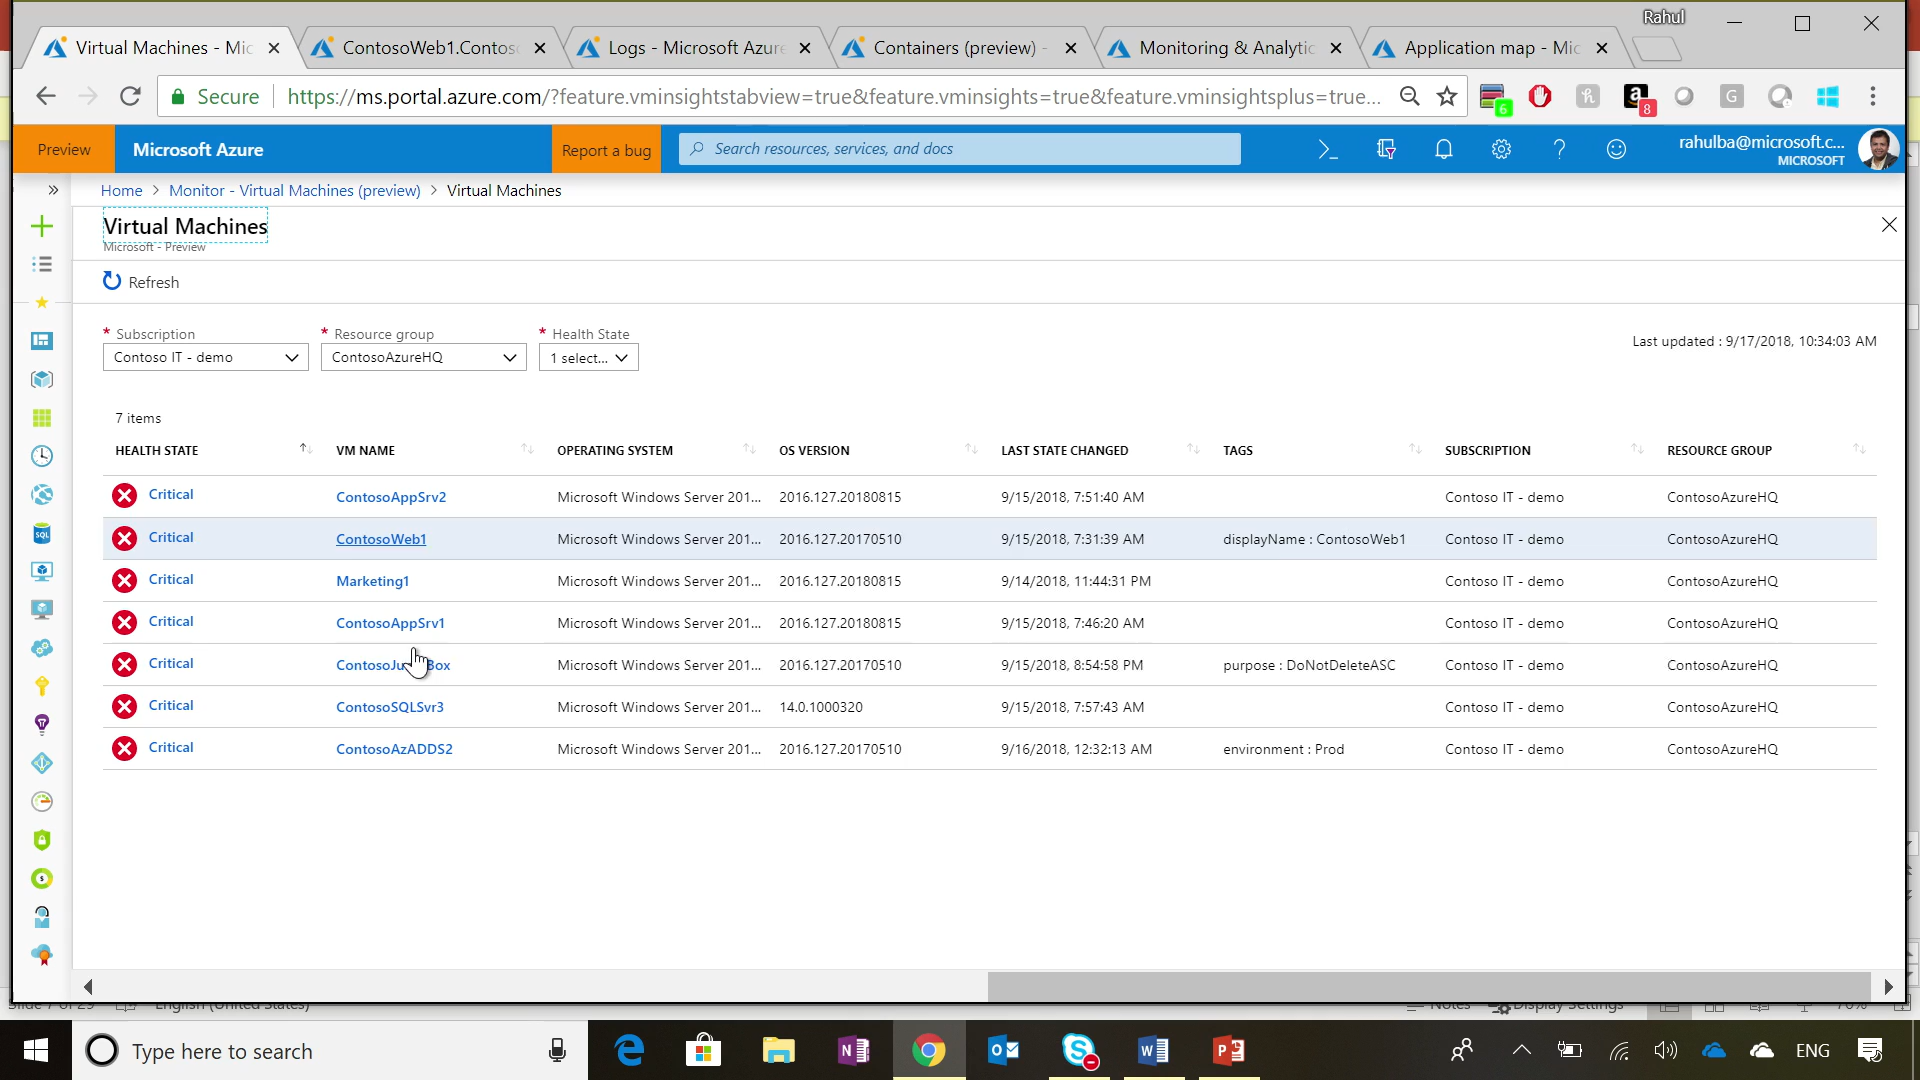 Rahul
Virtual Machines - Mic
ContosoWeb1.Contoso
Logs - Microsoft Azure
Containers (preview) -
Monitoring & Analytic
Application map - Mic
Secure
https://ms.portal.azure.com/?feature.vminsightstabview=true&feature.vminsights=true&feature.vminsightsplus=true...
6
8
Preview
Microsoft Azure
Report a bug
Search resources, services, and docs
rahulba@microsoft.c...
MICROSOFT
Home > Monitor - Virtual Machines (preview) > Virtual Machines
Virtual Machines
Microsoft - Preview
Refresh
* Subscription
* Resource group
* Health State
Contoso IT - demo
ContosoAzureHQ
1 select...
Last updated : 9/17/2018, 10:34:03 AM
7 items
HEALTH STATE VM NAME OPERATING SYSTEM OS VERSION LAST STATE CHANGED TAGS SUBSCRIPTION RESOURCE GROUP
Critical ContosoAppSrv2 Microsoft Windows Server 201... 2016.127.20180815 9/15/2018, 7:51:40 AM Contoso IT - demo ContosoAzureHQ
Critical ContosoWeb1 Microsoft Windows Server 201... 2016.127.20170510 9/15/2018, 7:31:39 AM displayName : ContosoWeb1 Contoso IT - demo ContosoAzureHQ
Critical Marketing1 Microsoft Windows Server 201... 2016.127.20180815 9/14/2018, 11:44:31 PM Contoso IT - demo ContosoAzureHQ
Critical ContosoAppSrv1 Microsoft Windows Server 201... 2016.127.20180815 9/15/2018, 7:46:20 AM Contoso IT - demo ContosoAzureHQ
Critical Microsoft Windows Server 201... 2016.127.20170510 9/15/2018, 8:54:58 PM purpose : DoNotDeleteASC Contoso IT - demo ContosoAzureHQ
Critical ContosoSQLSvr3 Microsoft Windows Server 201... 14.0.1000320 9/15/2018, 7:57:43 AM Contoso IT - demo ContosoAzureHQ
Critical ContosoAzADDS2 Microsoft Windows Server 201... 2016.127.20170510 9/16/2018, 12:32:13 AM environment : Prod Contoso IT - demo ContosoAzureHQ
English (United States)
Notes
Display Settings
Type here to search
ENG